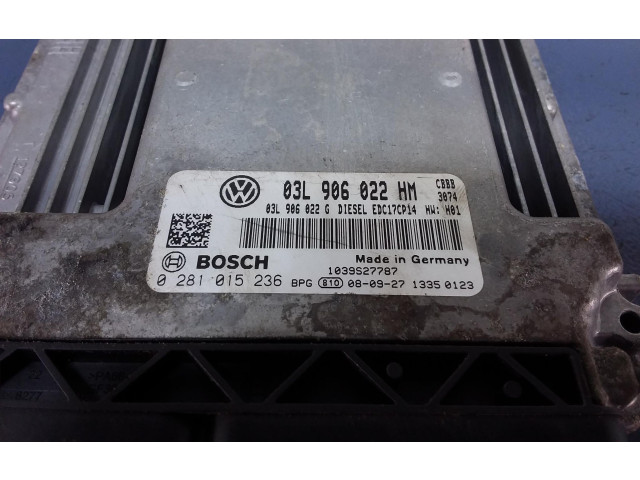 03L 906 022 HM CBBB
3074
03L 906 022 G DIESEL EDC17CP14 HW: H01
BOSCH Made in Germany
1039S27787
0 281 015 236 BPG B10 08-09-27 1335 0123